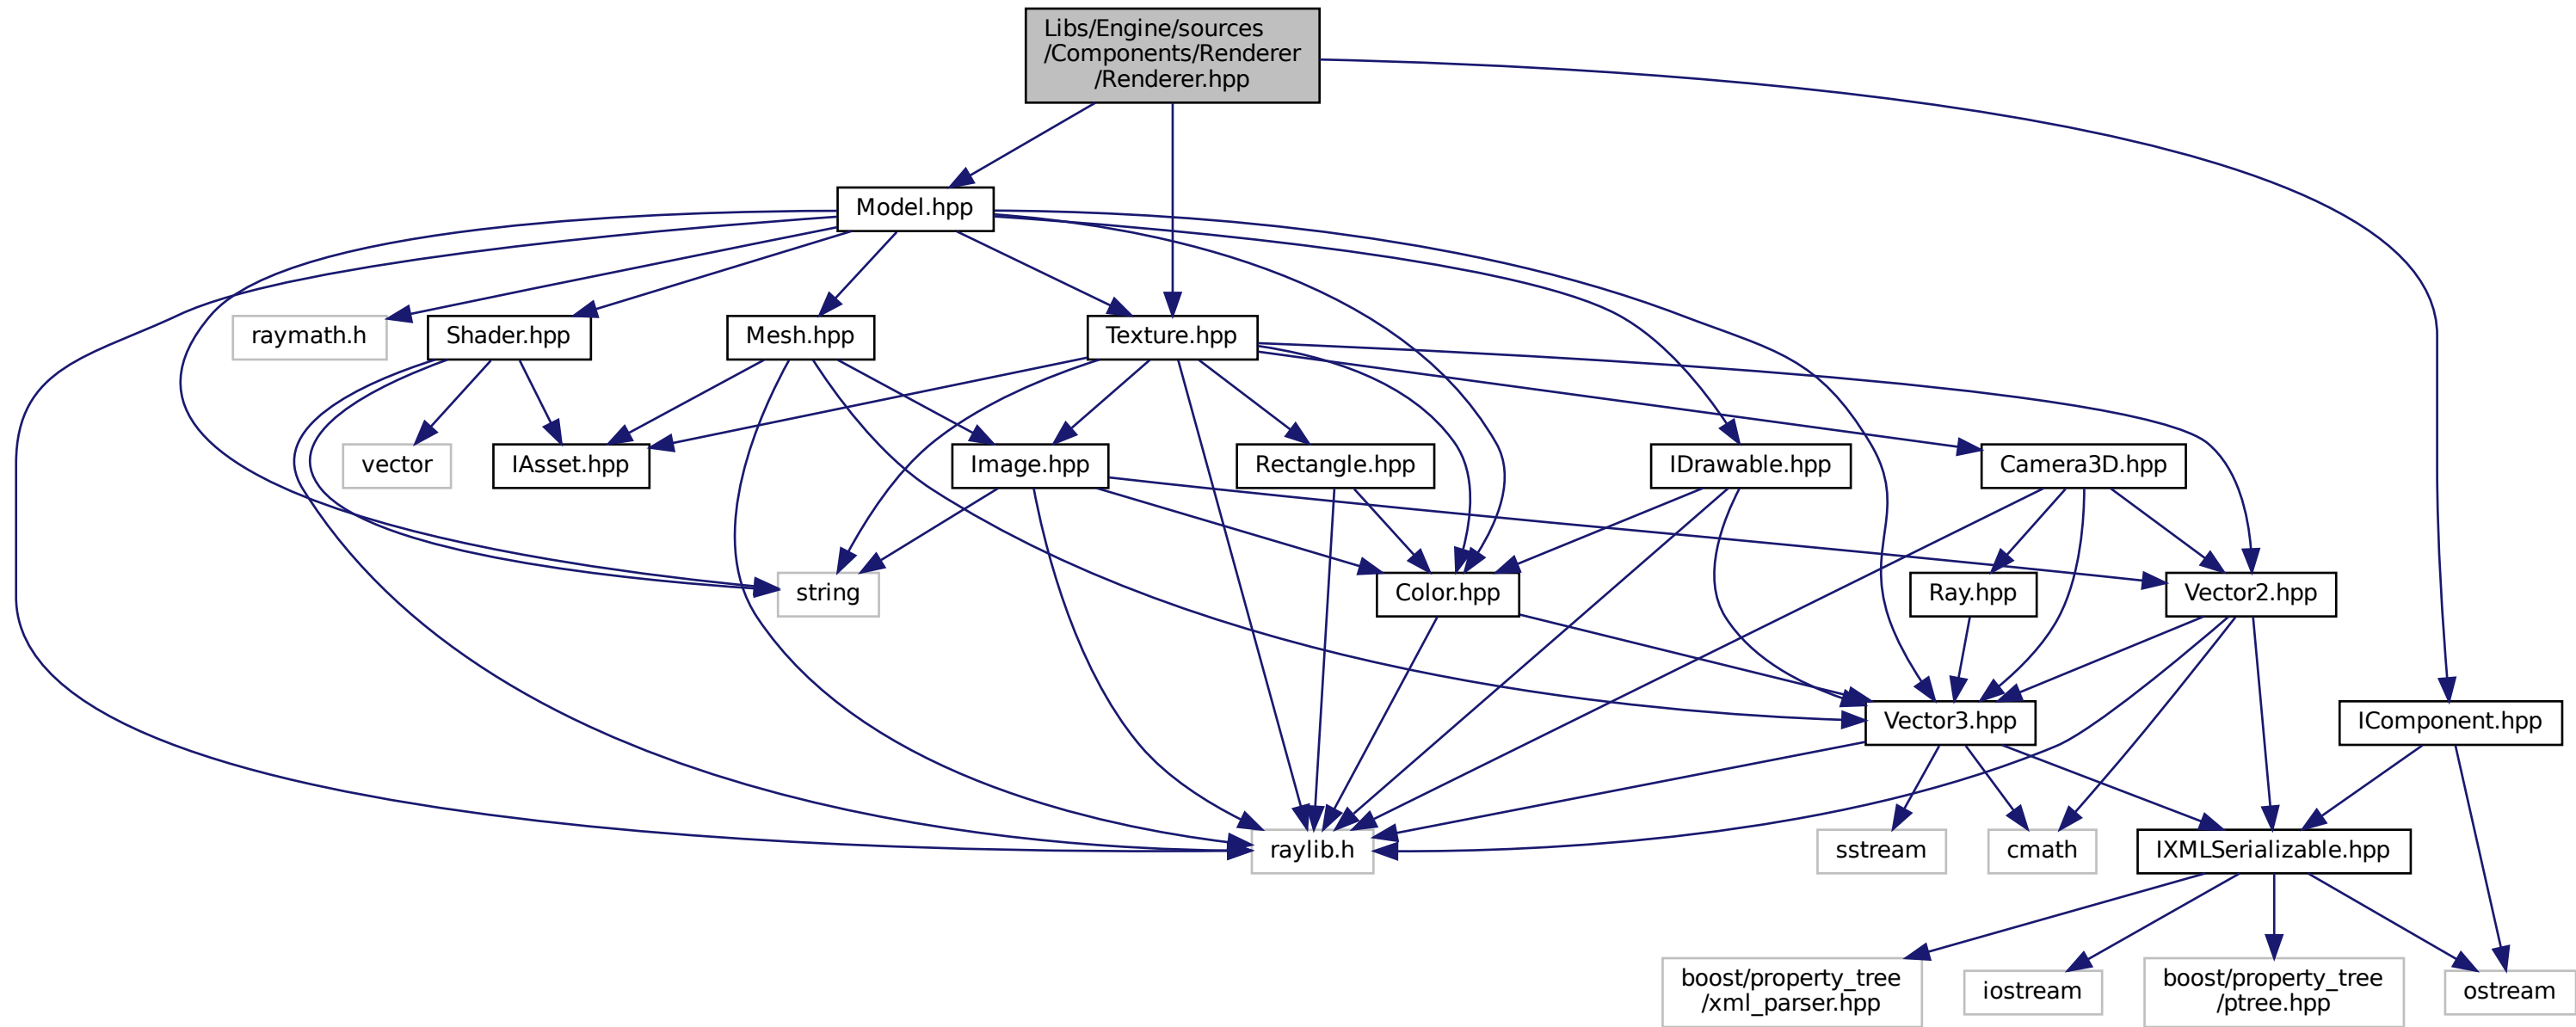 Libs/Engine/sources
/Components/Renderer
/Renderer.hpp
Model.hpp
raymath.h
Shader.hpp
Mesh.hpp
Texture.hpp
vector
IAsset.hpp
Image.hpp
Rectangle.hpp
IDrawable.hpp
Camera3D.hpp
string
Color.hpp
Ray.hpp
Vector2.hpp
Vector3.hpp
IComponent.hpp
raylib.h
sstream
cmath
IXMLSerializable.hpp
boost/property_tree
/xml_parser.hpp
iostream
boost/property_tree
/ptree.hpp
ostream